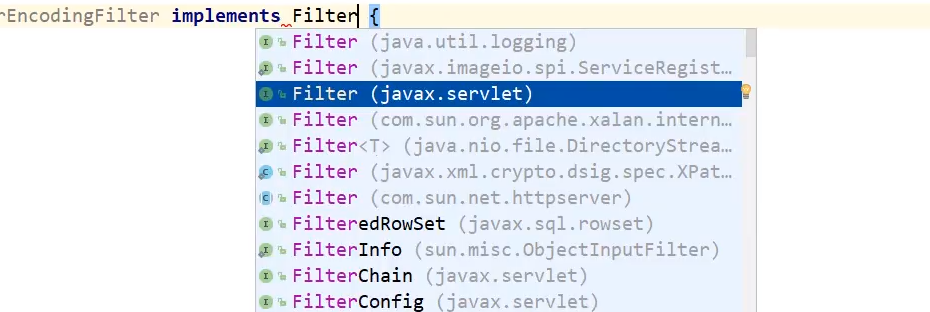 rEncodingFilter implements Filter {
Filter (java.util.logging)
Filter (javax.imageio.spi.ServiceRegist…
Filter (javax.servlet)
Filter (com.sun.org.apache.xalan.intern…
Filter<T> (java.nio.file.DirectoryStrea…
Filter (javax.xml.crypto.dsig.spec.XPat…
Filter (com.sun.net.httpserver)
FilteredRowSet (javax.sql.rowset)
FilterInfo (sun.misc.ObjectInputFilter)
FilterChain (javax.servlet)
FilterConfig (javax.servlet)